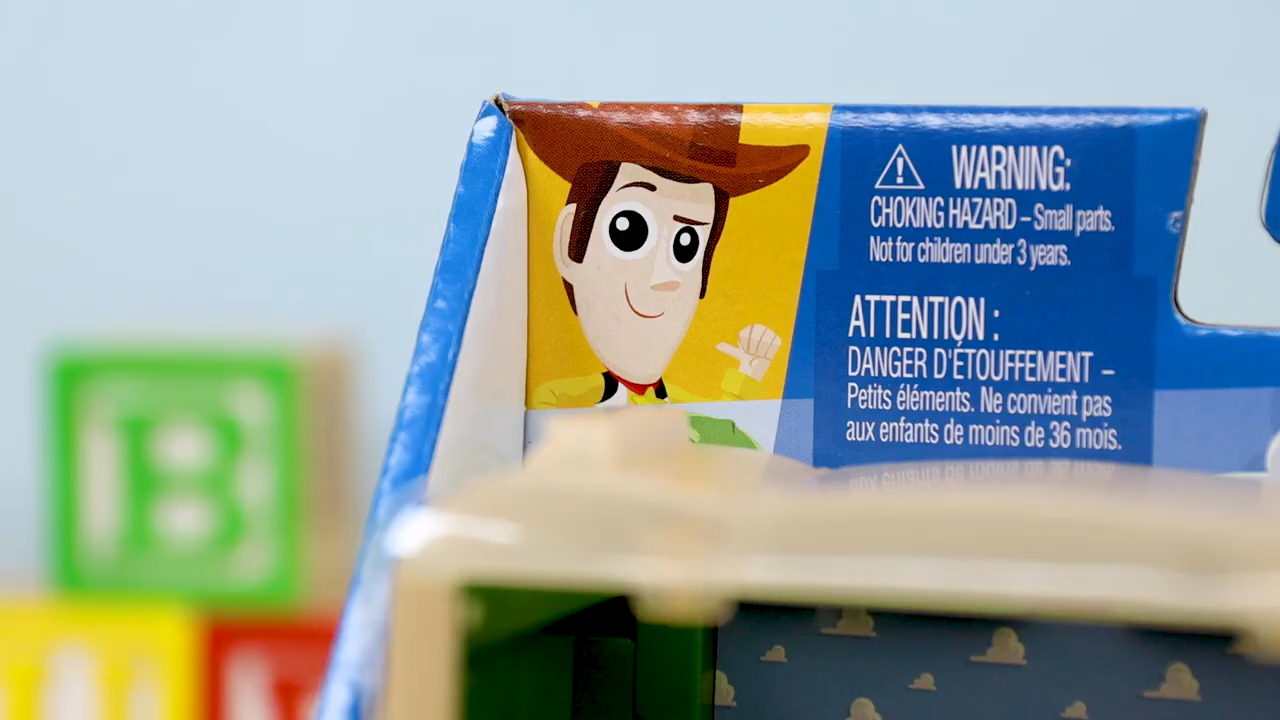 WARNING:
CHOKING HAZARD – Small parts.
Not for children under 3 years.
ATTENTION :
DANGER D'ÉTOUFFEMENT –
Petits éléments. Ne convient pas
aux enfants de moins de 36 mois.
B